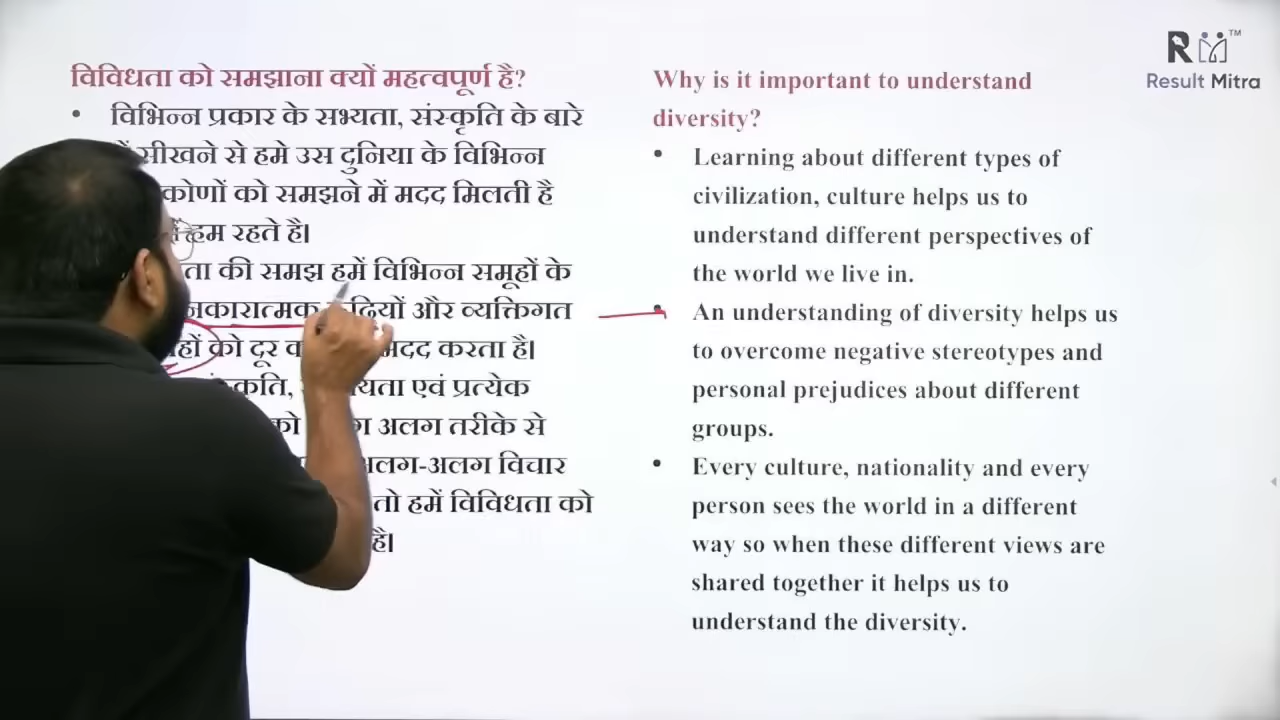 विविधता को समझाना क्यों महत्वपूर्ण है?
• विभिन्न प्रकार के सभ्यता, संस्कृति के बारे
सीखने से हमे उस दुनिया के विभिन्न
को समझने में मदद मिलती है
हम रहते है।
की समझ हमें विभिन्न समूहों के
नकारात्मक और व्यक्तिगत
को दूर मदद करता है।
एवं प्रत्येक
को अलग तरीके से
अलग-अलग विचार
तो हमें विविधता को
है।
Why is it important to understand
diversity?
• Learning about different types of
civilization, culture helps us to
understand different perspectives of
the world we live in.
• An understanding of diversity helps us
to overcome negative stereotypes and
personal prejudices about different
groups.
• Every culture, nationality and every
person sees the world in a different
way so when these different views are
shared together it helps us to
understand the diversity.
R TM
Result Mitra